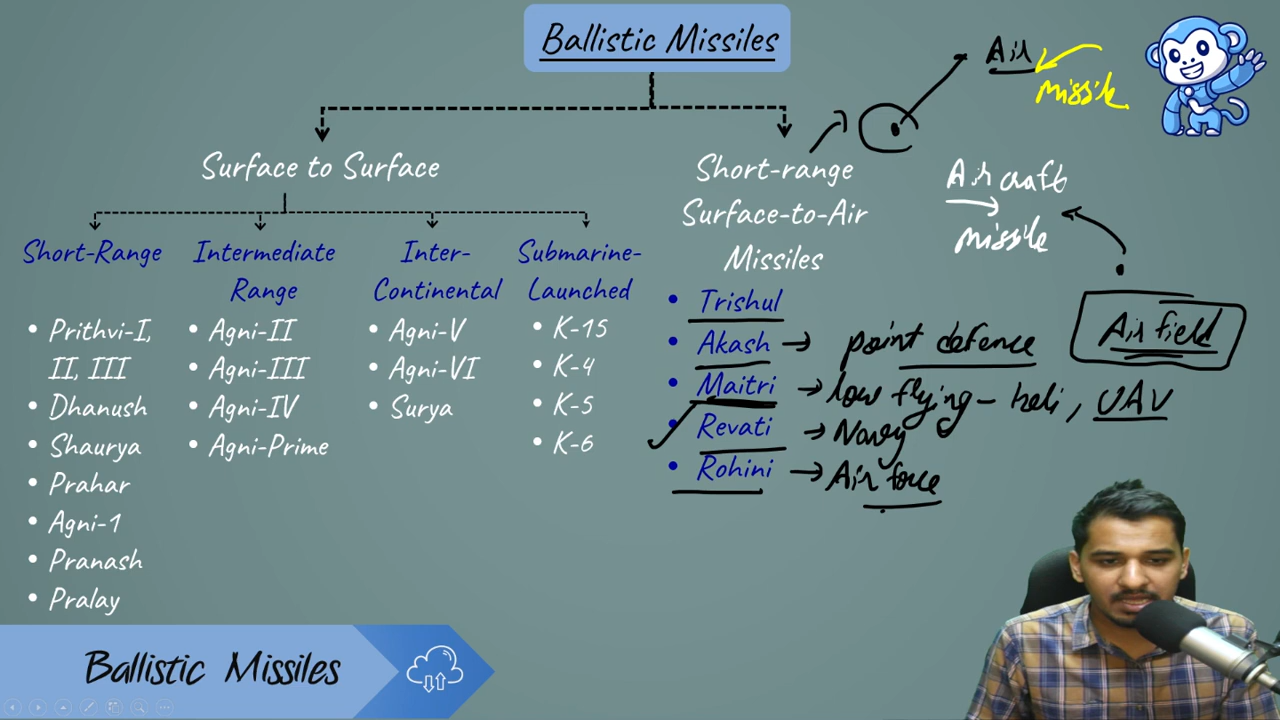 Ballistic Missiles
Air
missile
Surface to Surface
Short-range
Surface-to-Air
Missiles
Aircraft
missile
Short-Range
Prithvi-I,
II, III
Dhanush
Shaurya
Prahar
Agni-1
Pranash
Pralay
Intermediate
Range
Agni-II
Agni-III
Agni-IV
Agni-Prime
Inter-
Continental
Agni-V
Agni-VI
Surya
Submarine-
Launched
K-15
K-4
K-5
K-6
Trishul
Akash → point defence
Maitri → low flying - heli, UAV
Revati → Navy
Rohini → Air force
Air field
Ballistic Missiles